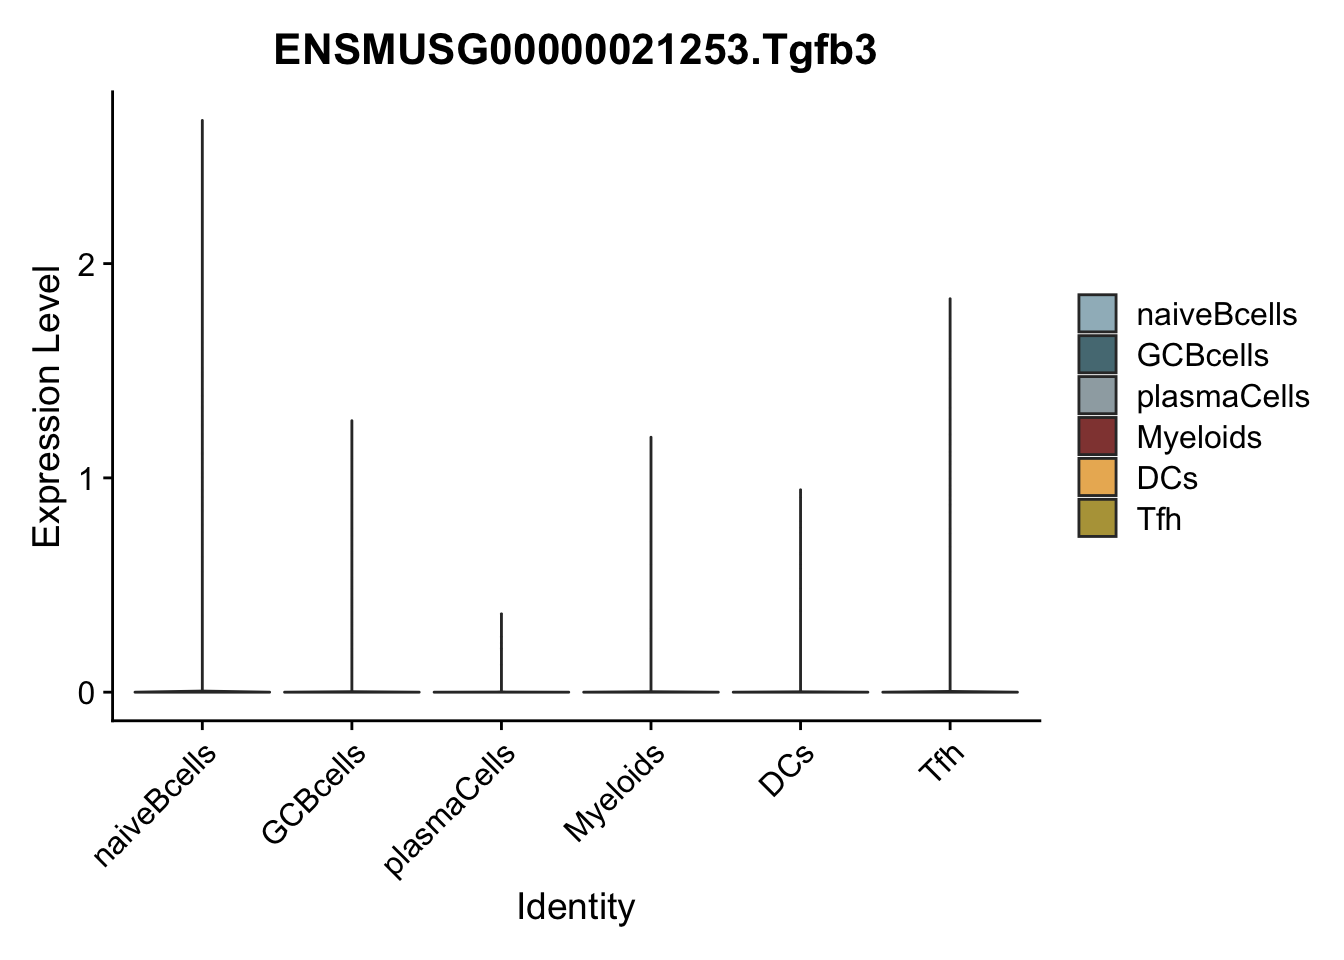 ENSMUSG00000021253.Tgfb3
Expression Level
2
1
0
naiveBcells
GCBcells
plasmaCells
Myeloids
DCs
Tfh
Identity
naiveBcells
GCBcells
plasmaCells
Myeloids
DCs
Tfh